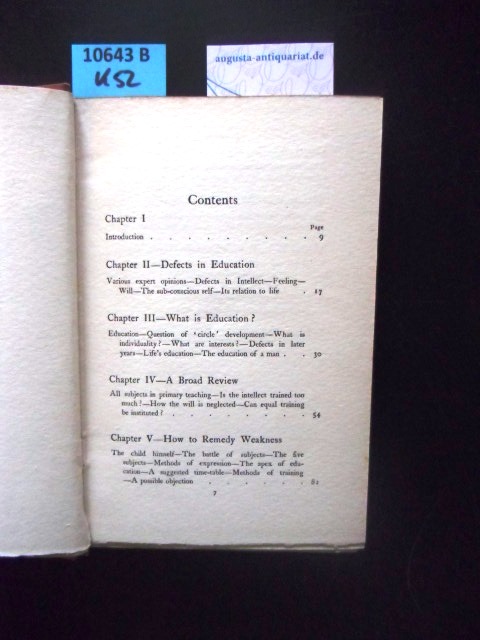 10643 B
K52
augusta-antiquariat.de
Contents
Chapter I
Page
Introduction . . . . . . . . . . 9
Chapter II—Defects in Education
Various expert opinions—Defects in Intellect—Feeling—
Will—The sub-conscious self—Its relation to life . 17
Chapter III—What is Education?
Education—Question of 'circle' development—What is
individuality?—What are interests?—Defects in later
years—Life's education—The education of a man . . 30
Chapter IV—A Broad Review
All subjects in primary teaching—Is the intellect trained too
much?—How the will is neglected—Can equal training
be instituted? . . . . . . . 54
Chapter V—How to Remedy Weakness
The child himself—The battle of subjects—The five
subjects—Methods of expression—The apex of edu-
cation—A suggested time-table—Methods of training
—A possible objection . . . . . 82
7